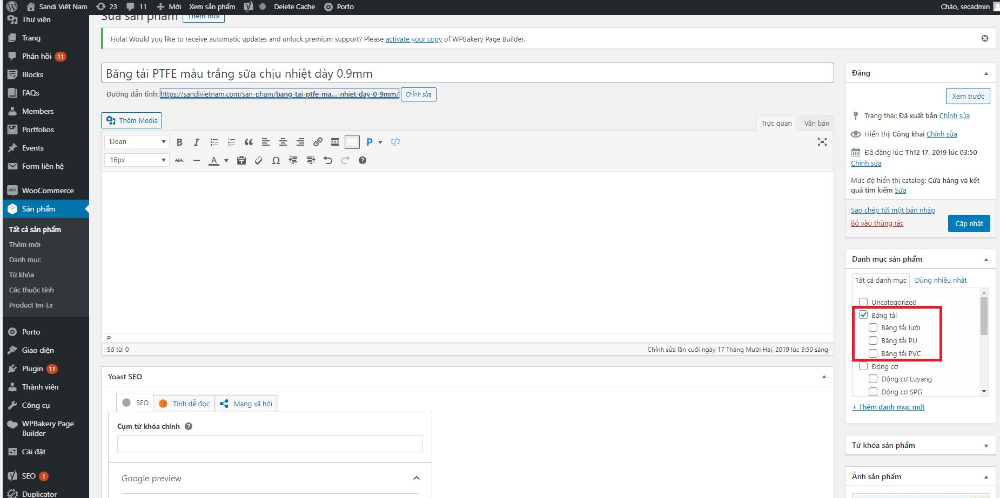 Sandi Việt Nam 23 11 Mới Xem sản phẩm Delete Cache Porto Chào, secadmin
Thư viện
Trang
Phản hồi 11
Blocks
FAQs
Members
Portfolios
Events
Form liên hệ
WooCommerce
Sản phẩm
Tất cả sản phẩm
Thêm mới
Danh mục
Từ khóa
Các thuộc tính
Product Im-Ex
Porto
Giao diện
Plugin 17
Thành viên
Công cụ
WPBakery Page
Builder
Cài đặt
SEO 1
Duplicator
Sửa sản phẩm Thêm mới
Hola! Would you like to receive automatic updates and unlock premium support? Please activate your copy of WPBakery Page Builder.
Băng tải PTFE màu trắng sữa chịu nhiệt dày 0.9mm
Đường dẫn tĩnh: https://sandivietnam.com/san-pham/bang-tai-ptfe-ma...-nhiet-day-0-9mm/ Chỉnh sửa
Thêm Media
Trực quan Văn bản
Đoạn
16px
P
Số từ: 0
Chỉnh sửa lần cuối ngày 17 Tháng Mười Hai, 2019 lúc 3:50 sáng
Yoast SEO
SEO Tính dễ đọc Mạng xã hội
Cụm từ khóa chính
Google preview
Đăng
Xem trước
Trạng thái: Đã xuất bản Chỉnh sửa
Hiển thị: Công khai Chỉnh sửa
Đã đăng lúc: Th12 17, 2019 lúc 03:50
Chỉnh sửa
Mức độ hiển thị catalog: Cửa hàng và kết
quả tìm kiếm Sửa
Sao chép tới một bản nháp
Bỏ vào thùng rác
Cập nhật
Danh mục sản phẩm
Tất cả danh mục Dùng nhiều nhất
Uncategorized
Băng tải
Băng tải lưới
Băng tải PU
Băng tải PVC
Động cơ
Động cơ Luyang
Động cơ SPG
+ Thêm danh mục mới
Từ khóa sản phẩm
Ảnh sản phẩm